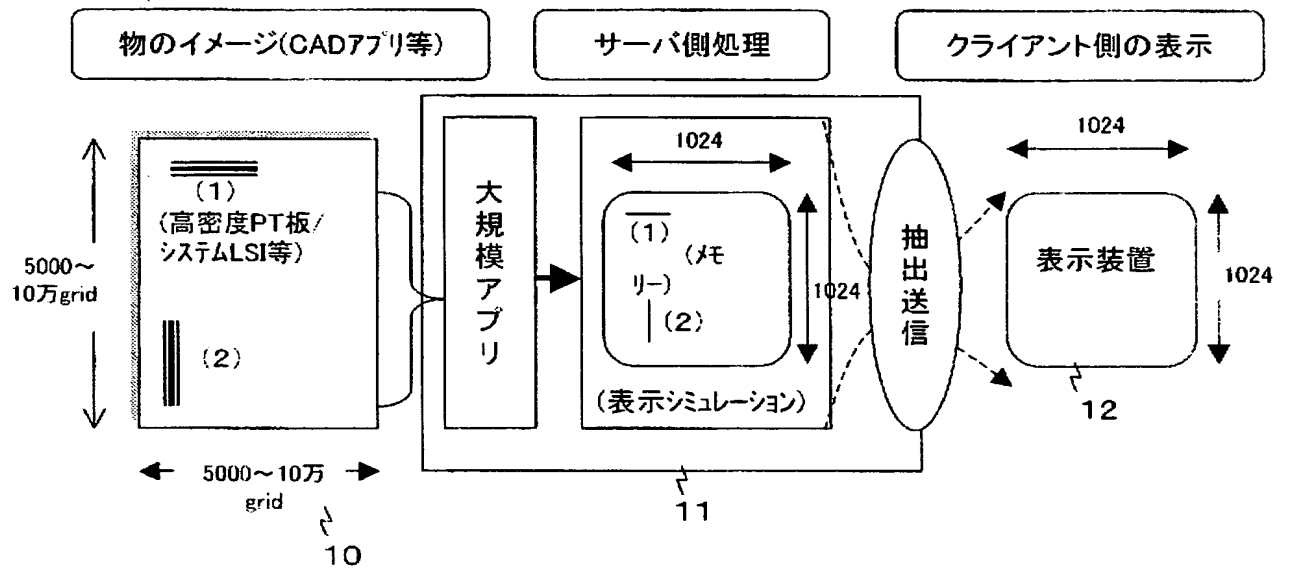 物のイメージ(CADアプリ等)
サーバ側処理
クライアント側の表示
5000～
10万grid
(1)
(高密度PT板/
システムLSI等)
(2)
5000～10万
grid
10
大規模アプリ
1024
(1)
(メモ
リー)
(2)
1024
(表示シミュレーション)
11
抽出送信
1024
表示装置
1024
12